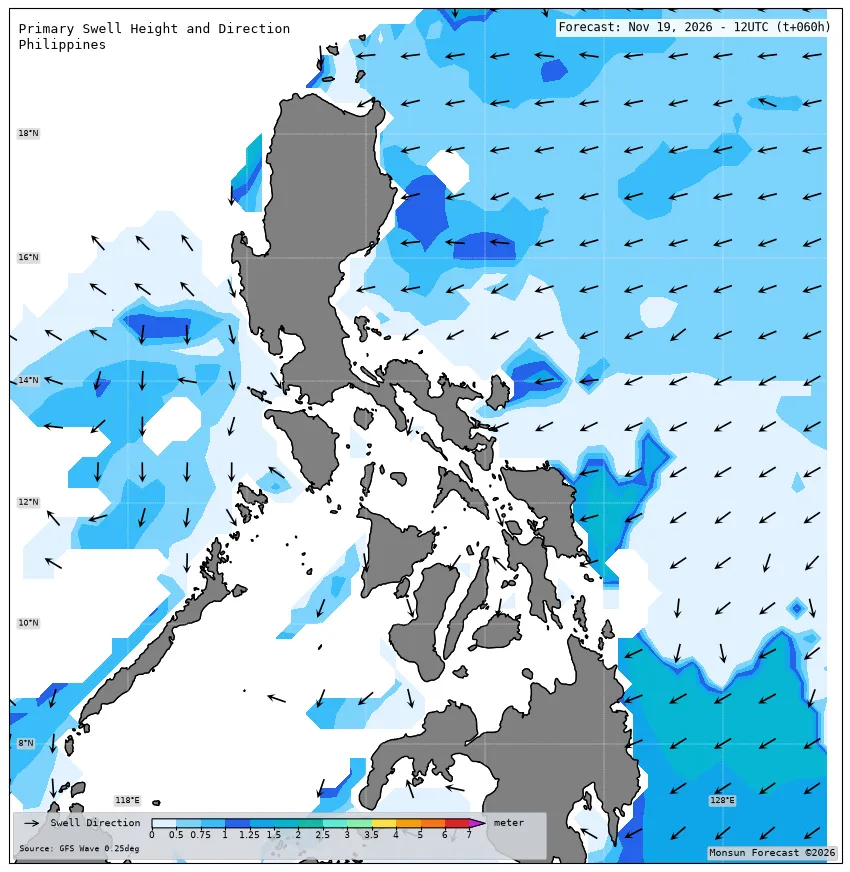 Primary Swell Height and Direction
Philippines
Forecast: Nov 19, 2026 - 12UTC (t+060h)
18°N
16°N
14°N
12°N
10°N
8°N
118°E
128°E
Swell Direction
0 0.5 0.75 1 1.25 1.5 2 2.5 3 3.5 4 5 6 7
meter
Source: GFS Wave 0.25deg
Monsun Forecast ©2026